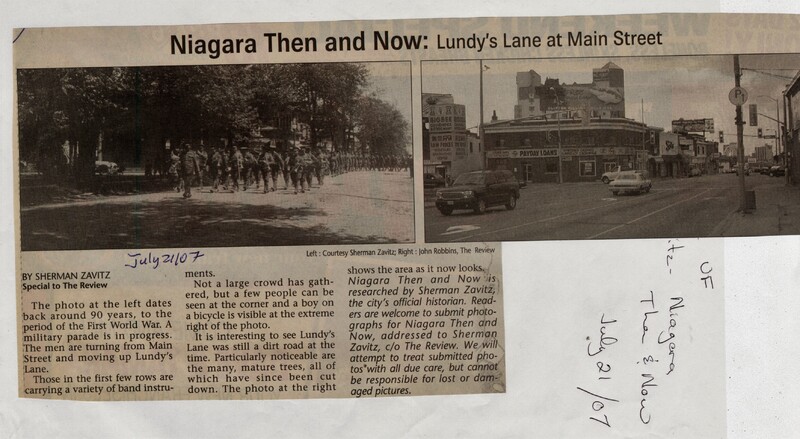 Niagara Then and Now: Lundy's Lane at Main Street
PAYDAY LOANS
P
Left : Courtesy Sherman Zavitz; Right : John Robbins, The Review
July 21/07
BY SHERMAN ZAVITZ
Special to The Review
The photo at the left dates
back around 90 years, to the
period of the First World War. A
military parade is in progress.
The men are turning from Main
Street and moving up Lundy's
Lane.
Those in the first few rows are
carrying a variety of band instru-
ments.
Not a large crowd has gath-
ered, but a few people can be
seen at the corner and a boy on
a bicycle is visible at the extreme
right of the photo.
It is interesting to see Lundy's
Lane was still a dirt road at the
time. Particularly noticeable are
the many, mature trees, all of
which have since been cut
down. The photo at the right
shows the area as it now looks.
Niagara Then and Now is
researched by Sherman Zavitz,
the city's official historian. Read-
ers are welcome to submit photo-
graphs for Niagara Then and
Now, addressed to Sherman
Zavitz, c/o The Review. We will
attempt to treat submitted pho-
tos with all due care, but cannot
be responsible for lost or dam-
aged pictures.
UF
itz- Niagara
Then & Now
July 21/07